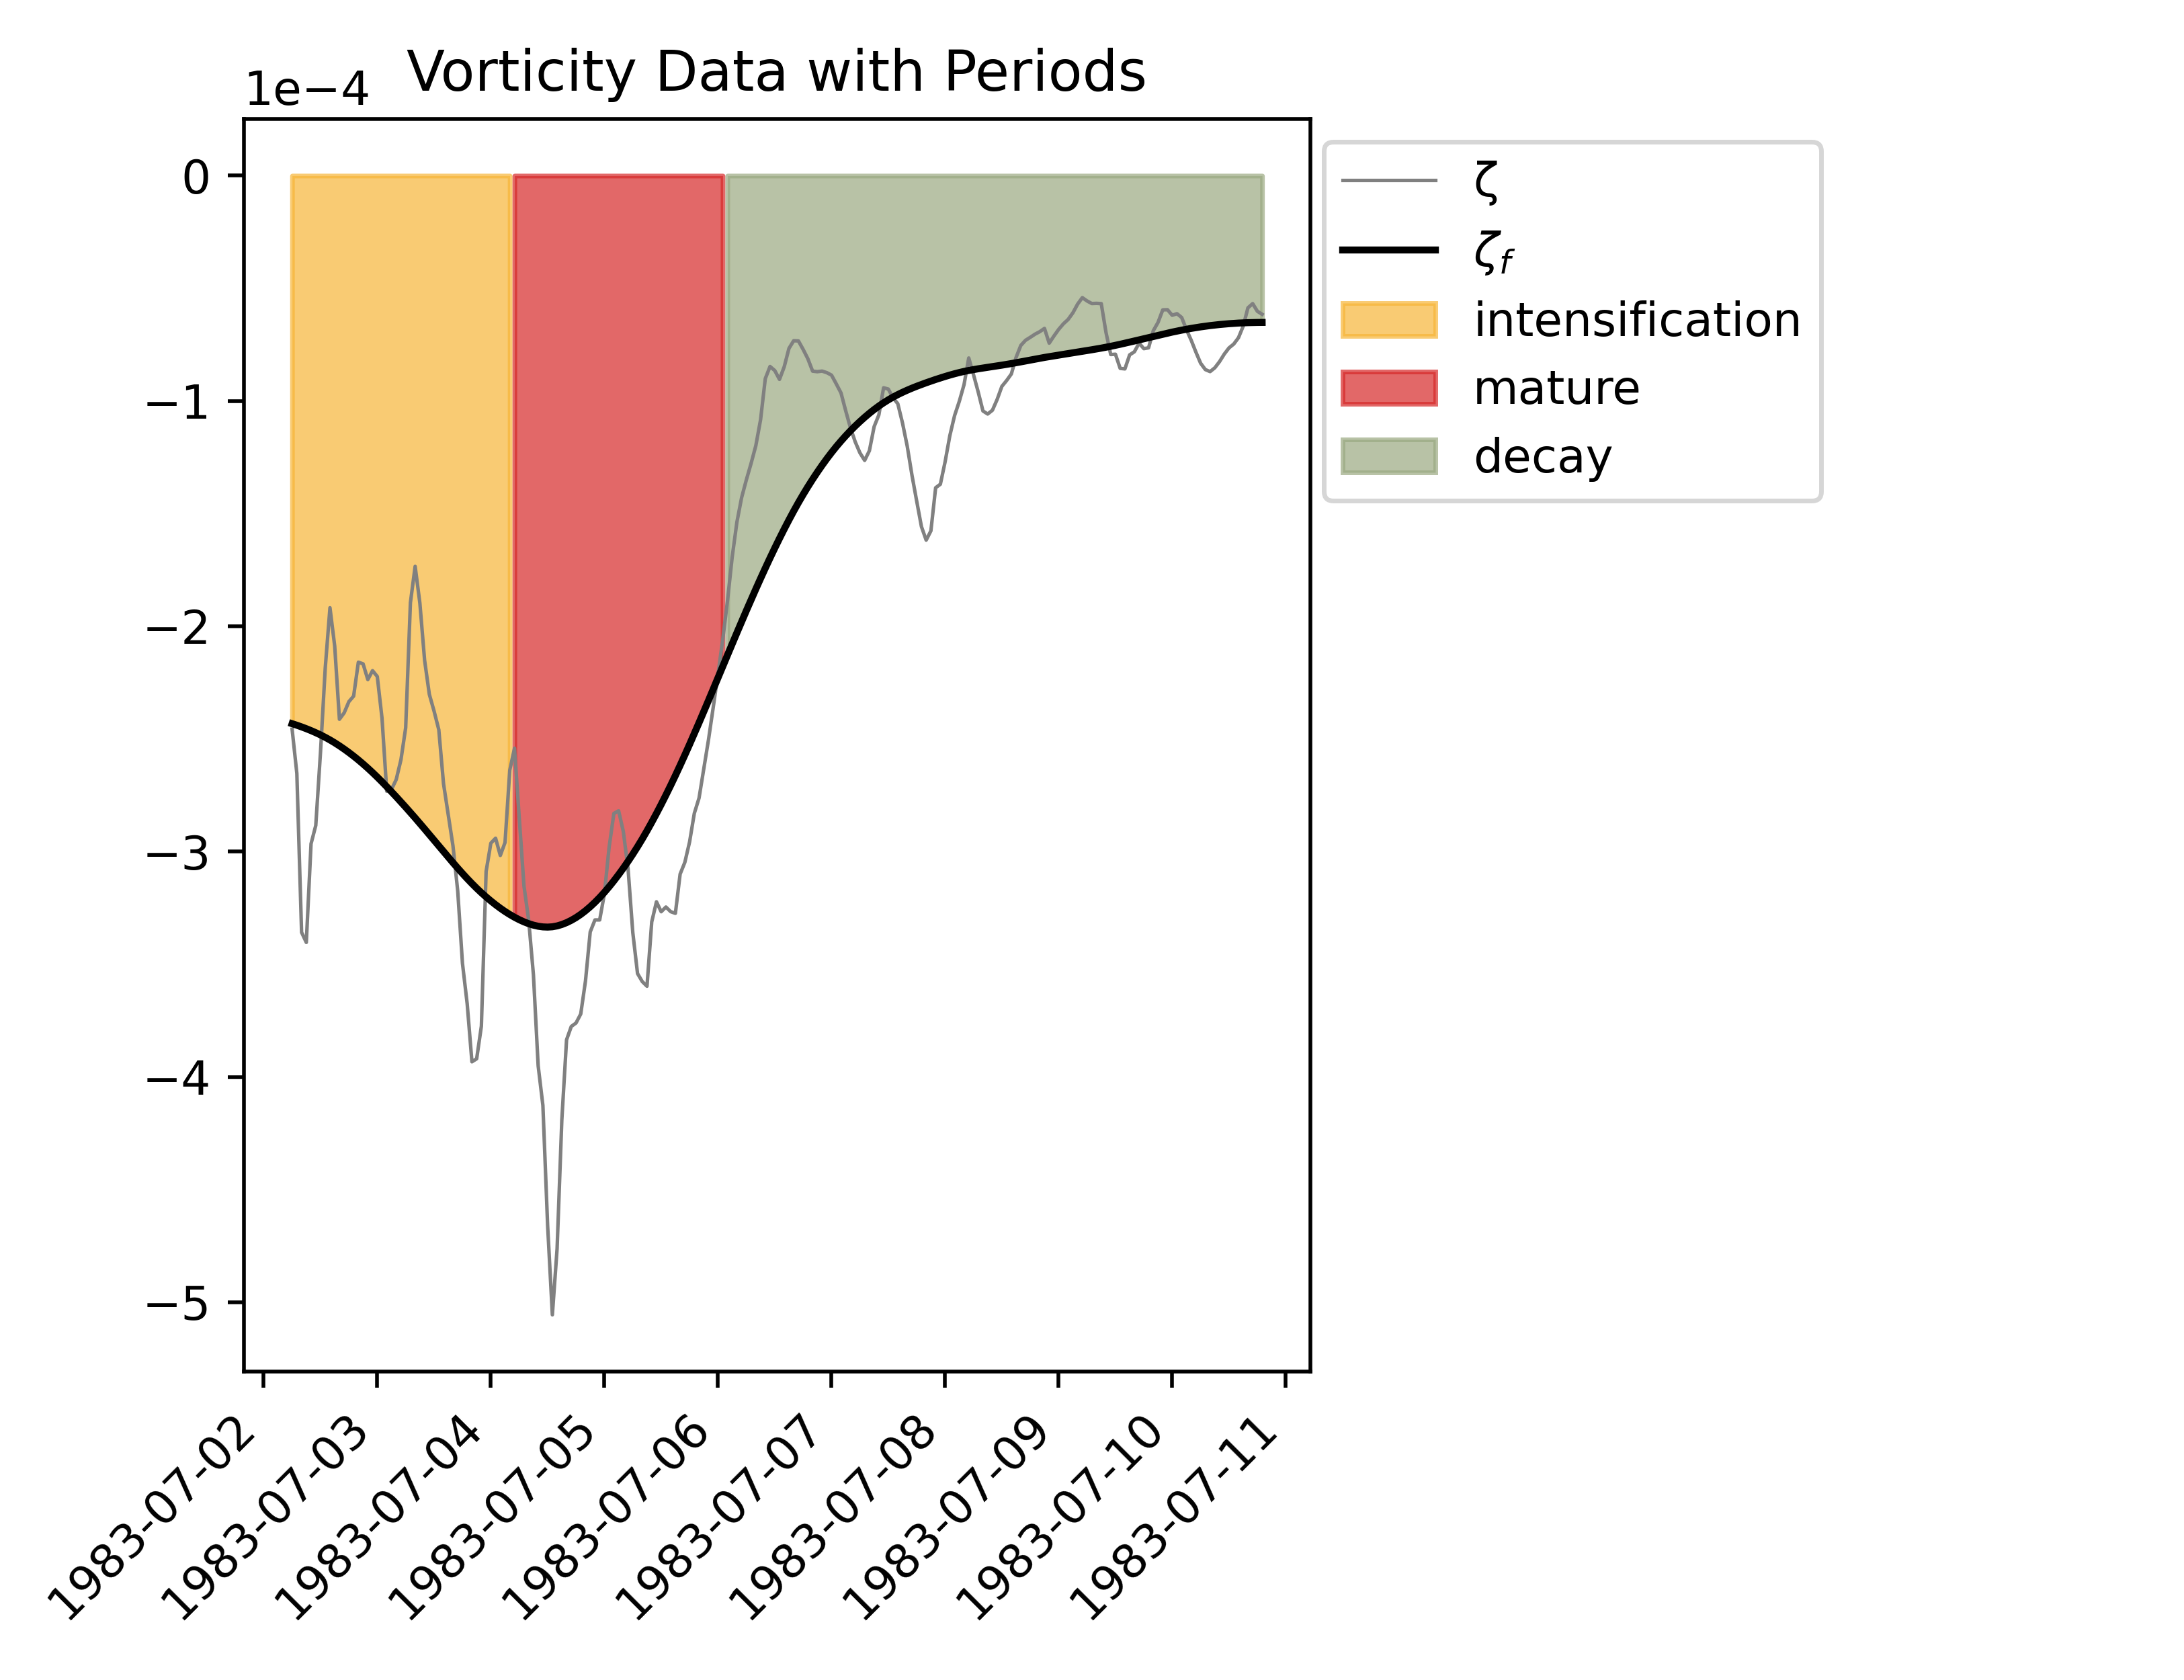 Vorticity Data with Periods
1e−4
0
−1
−2
−3
−4
−5
1983-07-02
1983-07-03
1983-07-04
1983-07-05
1983-07-06
1983-07-07
1983-07-08
1983-07-09
1983-07-10
1983-07-11
ζ
ζf
intensification
mature
decay